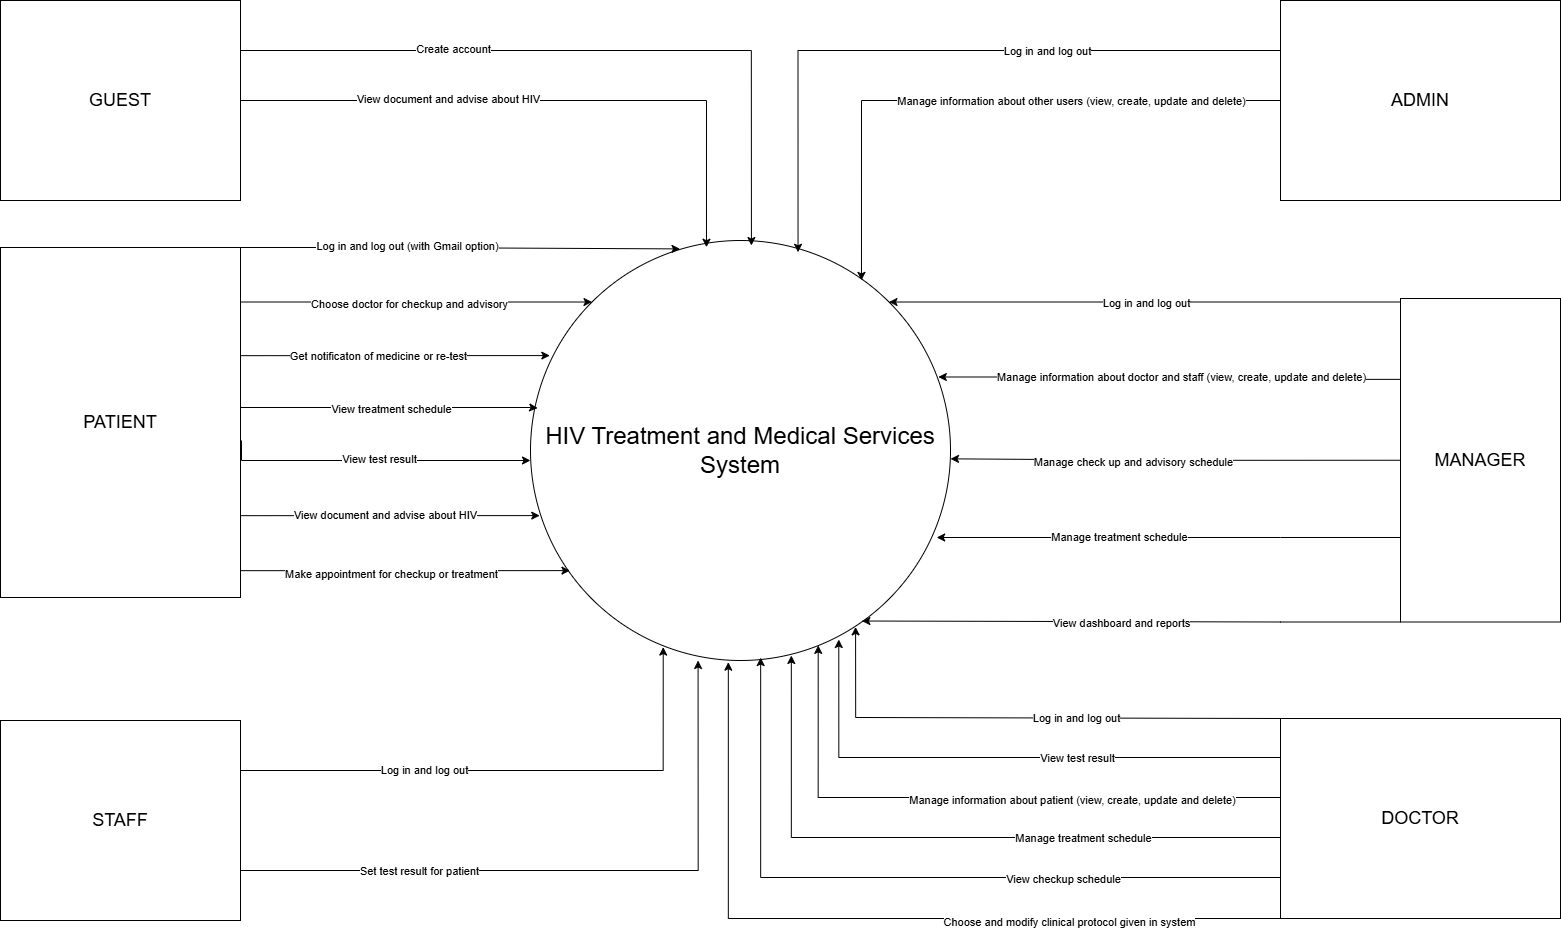 GUEST
Create account
View document and advise about HIV
ADMIN
Log in and log out
Manage information about other users (view, create, update and delete)
PATIENT
Log in and log out (with Gmail option)
Choose doctor for checkup and advisory
Get notificaton of medicine or re-test
View treatment schedule
View test result
View document and advise about HIV
Make appointment for checkup or treatment
HIV Treatment and Medical Services
System
MANAGER
Log in and log out
Manage information about doctor and staff (view, create, update and delete)
Manage check up and advisory schedule
Manage treatment schedule
View dashboard and reports
STAFF
Log in and log out
Set test result for patient
DOCTOR
Log in and log out
View test result
Manage information about patient (view, create, update and delete)
Manage treatment schedule
View checkup schedule
Choose and modify clinical protocol given in system